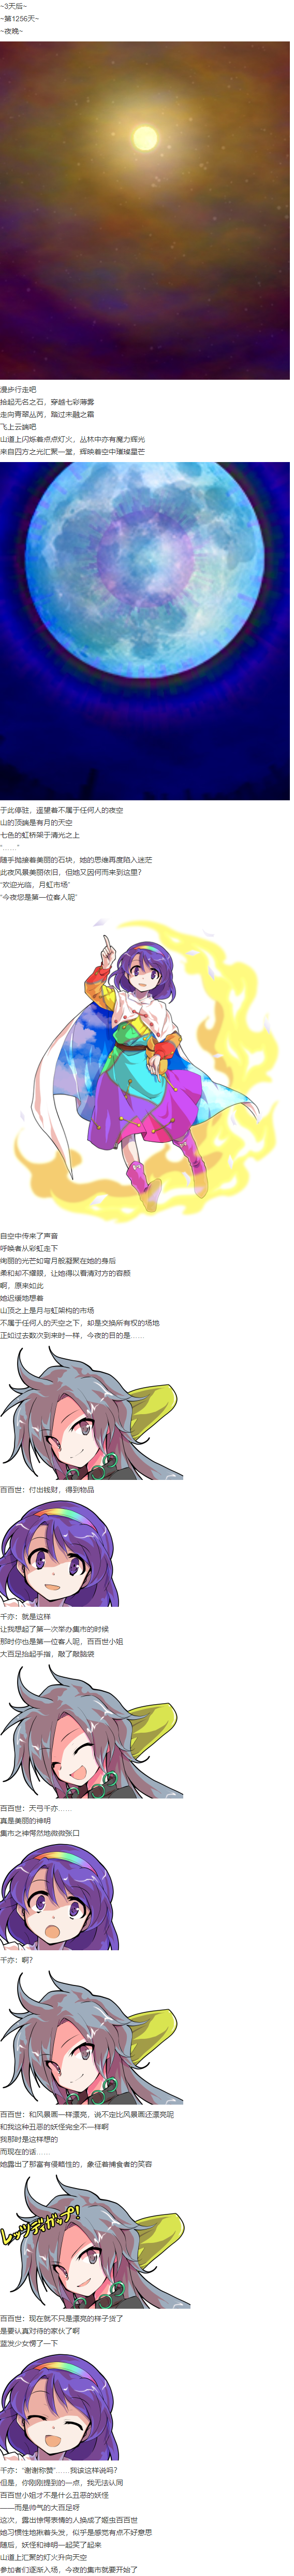 ~3天后~
~第1256天~
~夜晚~
漫步行走吧
拾起无名之石，穿越七彩薄雾
走向青翠丛芮，踏过未融之霜
飞上云端吧
山道上闪烁着点点灯火，丛林中亦有魔力辉光
来自四方之光汇聚一堂，辉映着空中璀璨星芒
于此停驻，遥望着不属于任何人的夜空
山的顶端是有月的天空
七色的虹桥架于清光之上
“……”
随手抛接着美丽的石块，她的思维再度陷入迷茫
此夜风景美丽依旧，但她又因何而来到这里？
“欢迎光临，月虹市场”
“今夜您是第一位客人呢”
自空中传来了声音
呼唤者从彩虹走下
绚丽的光芒如弯月般凝聚在她的身后
柔和却不耀眼，让她得以看清对方的容颜
啊，原来如此
她迟缓地想着
山顶之上是月与虹架构的市场
不属于任何人的天空之下，却是交换所有权的场地
正如过去数次到来时一样，今夜的目的是……
百百世：付出钱财，得到物品
千亦：就是这样
让我想起了第一次举办集市的时候
那时你也是第一位客人呢，百百世小姐
大百足抬起手指，敲了敲脑袋
百百世：天弓千亦……
真是美丽的神明
集市之神愕然地微微张口
千亦：啊？
百百世：和风景画一样漂亮，说不定比风景画还漂亮呢
和我这种丑恶的妖怪完全不一样啊
我那时是这样想的
而现在的话……
她露出了那富有侵略性的，象征着捕食者的笑容
レッツディガップ!
百百世：现在就不只是漂亮的样子货了
是要认真对待的家伙了啊
蓝发少女愣了一下
千亦：“谢谢称赞”……我该这样说吗？
但是，你刚刚提到的一点，我无法认同
百百世小姐才不是什么丑恶的妖怪
——而是帅气的大百足呀
这次，露出惊愕表情的人换成了姬虫百百世
她习惯性地揪着头发，似乎是感觉有点不好意思
随后，妖怪和神明一起笑了起来
山道上汇聚的灯火升向天空
参加者们逐渐入场，今夜的集市就要开始了